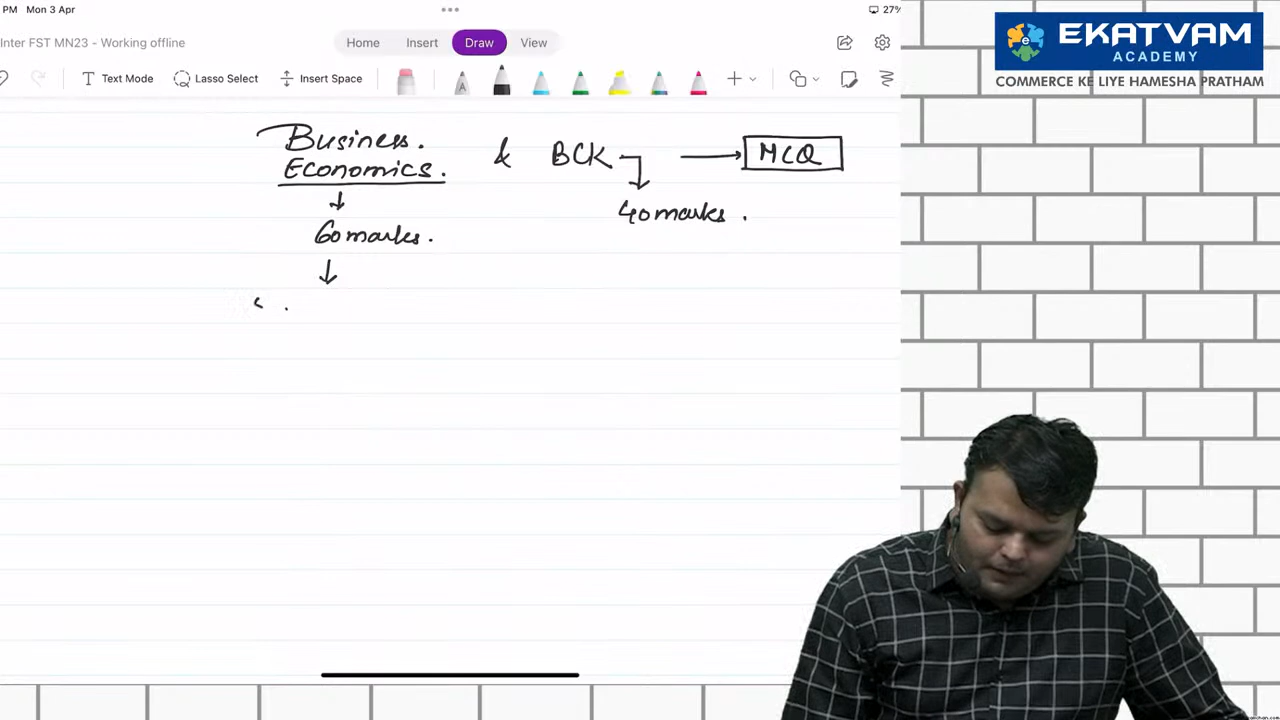 PM Mon 3 Apr
27%
Inter FST MN23 - Working offline
Home Insert Draw View
Text Mode Lasso Select Insert Space
EKATVAM
ACADEMY
COMMERCE KE LIYE HAMESHA PRATHAM
Business. & BCK → MCQ
Economics.
40 marks.
60 marks.